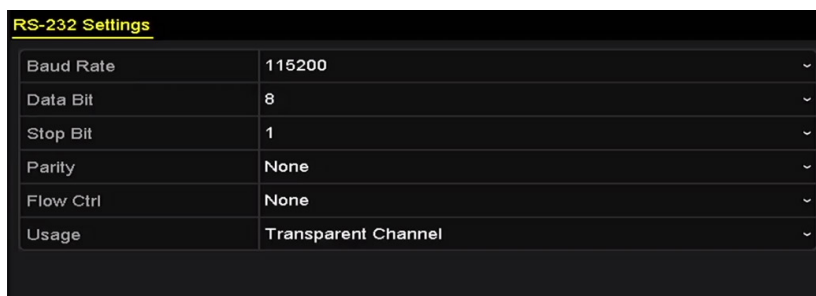 RS-232 Settings
Baud Rate 115200
Data Bit 8
Stop Bit 1
Parity None
Flow Ctrl None
Usage Transparent Channel